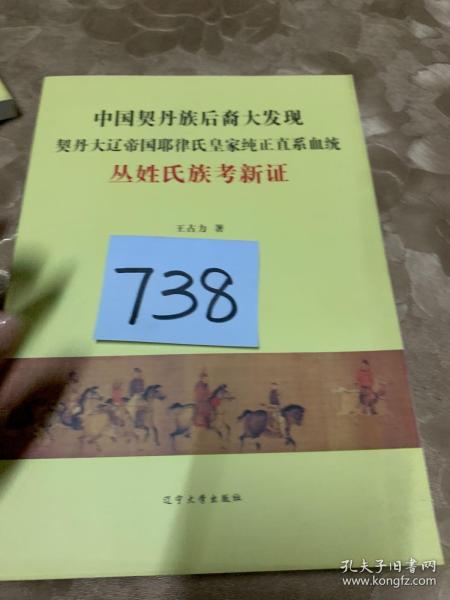 中国契丹族后裔大发现
契丹大辽帝国耶律氏皇家纯正直系血统
丛姓氏族考新证
王占力 著
738
辽宁大学出版社
孔夫子旧书网
www.kongfz.com